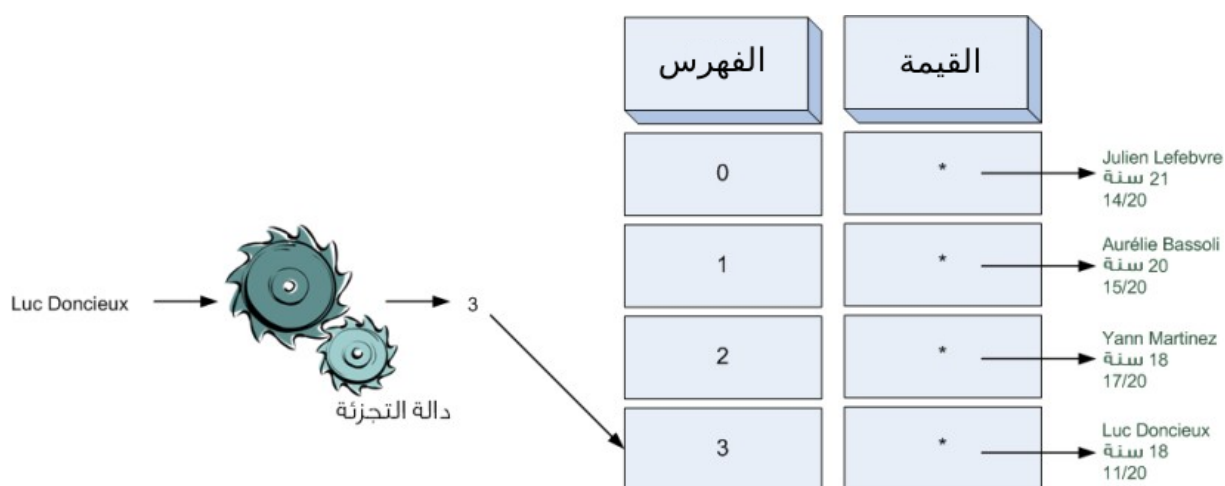 الفهرس
القيمة
0
*
Julien Lefebvre
21 سنة
14/20
1
*
Aurélie Bassoli
20 سنة
15/20
Luc Doncieux
3
دالة التجزئة
2
*
Yann Martinez
18 سنة
17/20
3
*
Luc Doncieux
18 سنة
11/20